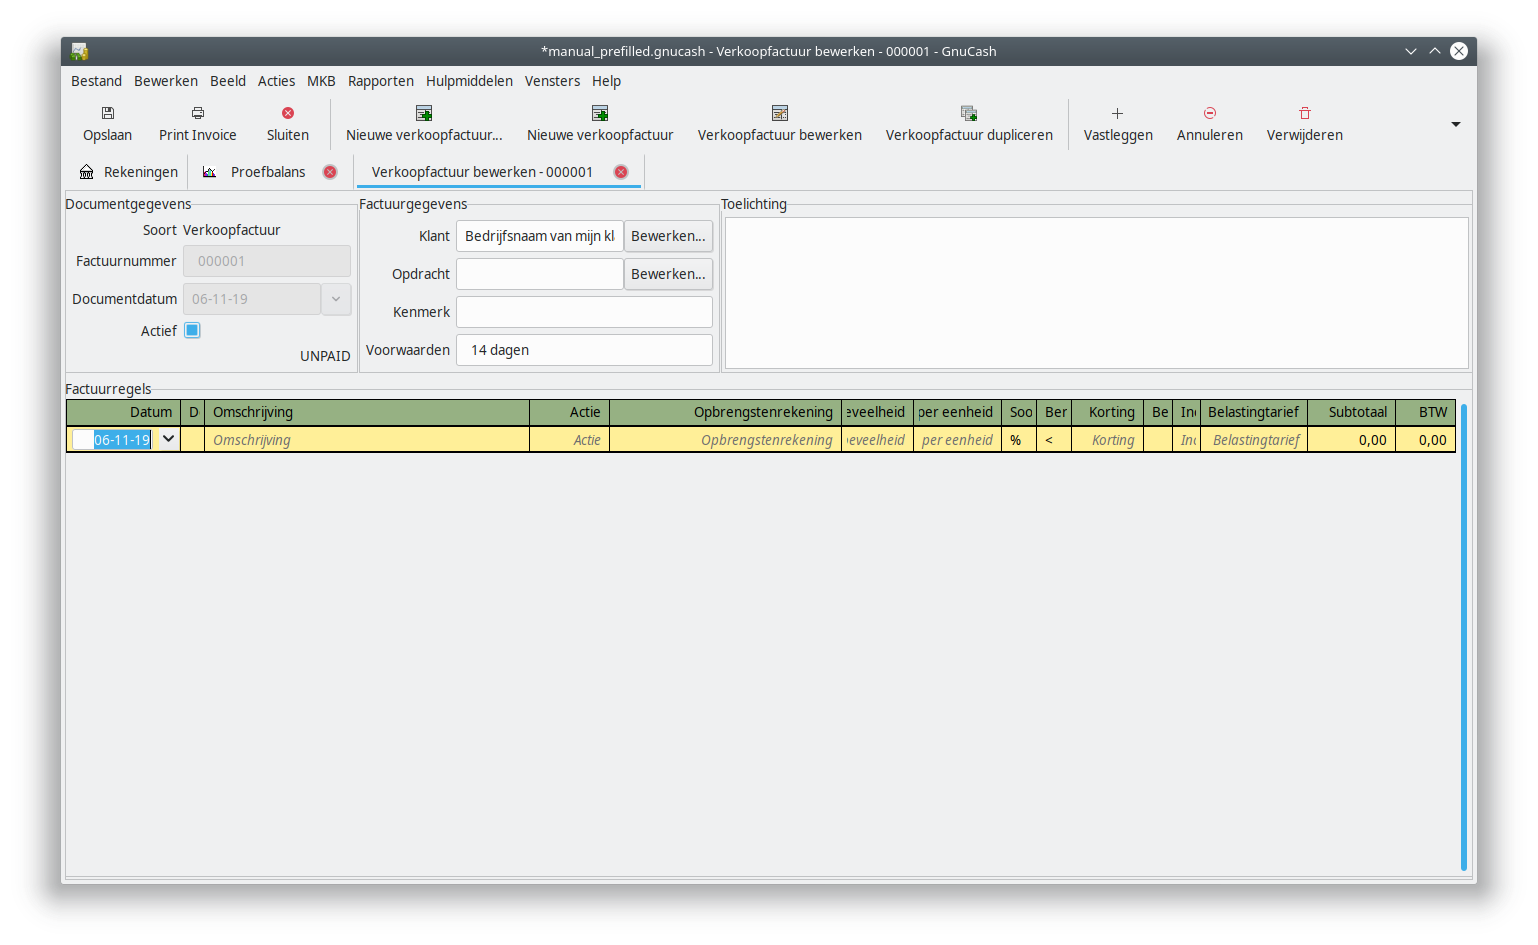 *manual_prefilled.gnucash - Verkoopfactuur bewerken - 000001 - GnuCash
Bestand Bewerken Beeld Acties MKB Rapporten Hulpmiddelen Vensters Help
Opslaan Print Invoice Sluiten Nieuwe verkoopfactuur... Nieuwe verkoopfactuur Verkoopfactuur bewerken Verkoopfactuur dupliceren Vastleggen Annuleren Verwijderen
Rekeningen Proefbalans Verkoopfactuur bewerken - 000001
Documentgegevens
Soort Verkoopfactuur
Factuurnummer 000001
Documentdatum 06-11-19
Actief
UNPAID
Factuurgegevens
Klant Bedrijfsnaam van mijn kl Bewerken...
Opdracht Bewerken...
Kenmerk
Voorwaarden 14 dagen
Toelichting
Factuurregels
Datum D Omschrijving Actie Opbrengstenrekening eveelheid per eenheid Soo Ber Korting Be Inc Belastingtarief Subtotaal BTW
06-11-19 Omschrijving Actie Opbrengstenrekening eveelheid per eenheid % < Korting Inc Belastingtarief 0,00 0,00